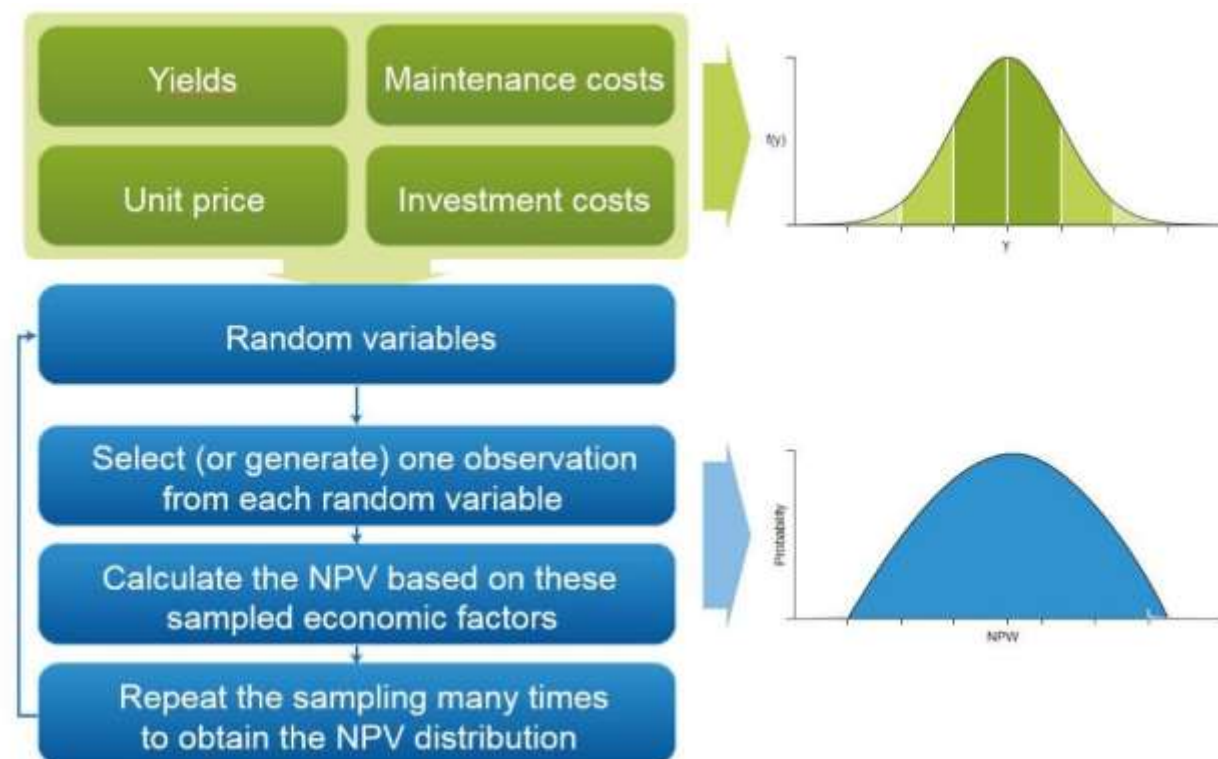 Yields
Maintenance costs
Unit price
Investment costs
f(y)
Y
Random variables
Select (or generate) one observation
from each random variable
Calculate the NPV based on these
sampled economic factors
Repeat the sampling many times
to obtain the NPV distribution
Probability
NPW